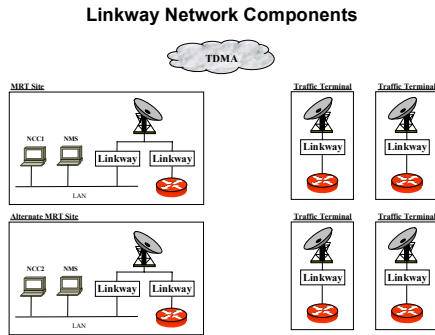 Linkway Network Components
TDMA
MRT Site
NCC1 NMS
Linkway Linkway
LAN
Traffic Terminal
Linkway
Traffic Terminal
Linkway
Alternate MRT Site
NCC2 NMS
Linkway Linkway
LAN
Traffic Terminal
Linkway
Traffic Terminal
Linkway